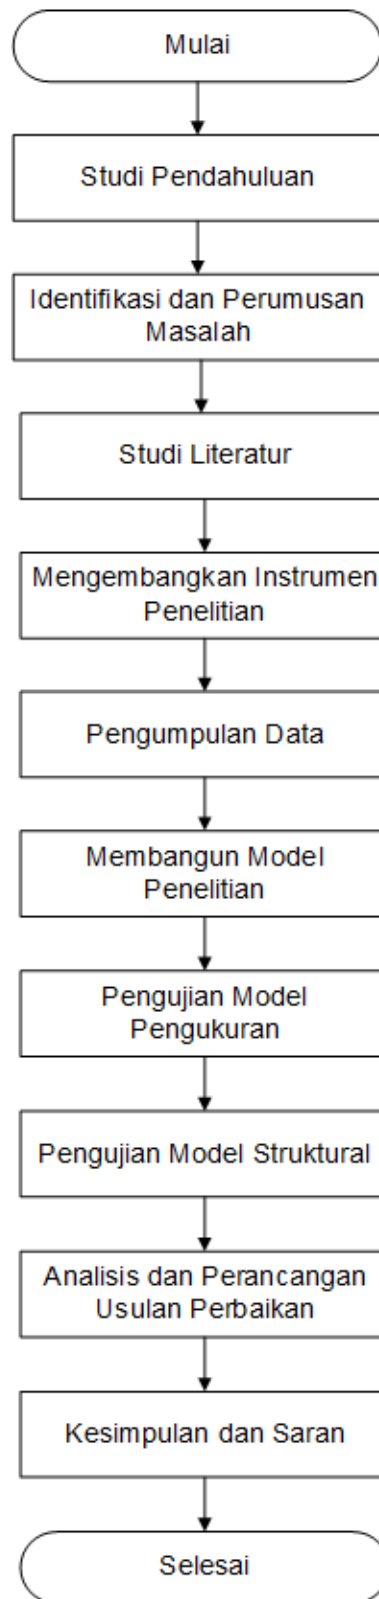 Mulai
Studi Pendahuluan
Identifikasi dan Perumusan
Masalah
Studi Literatur
Mengembangkan Instrumen
Penelitian
Pengumpulan Data
Membangun Model
Penelitian
Pengujian Model
Pengukuran
Pengujian Model Struktural
Analisis dan Perancangan
Usulan Perbaikan
Kesimpulan dan Saran
Selesai